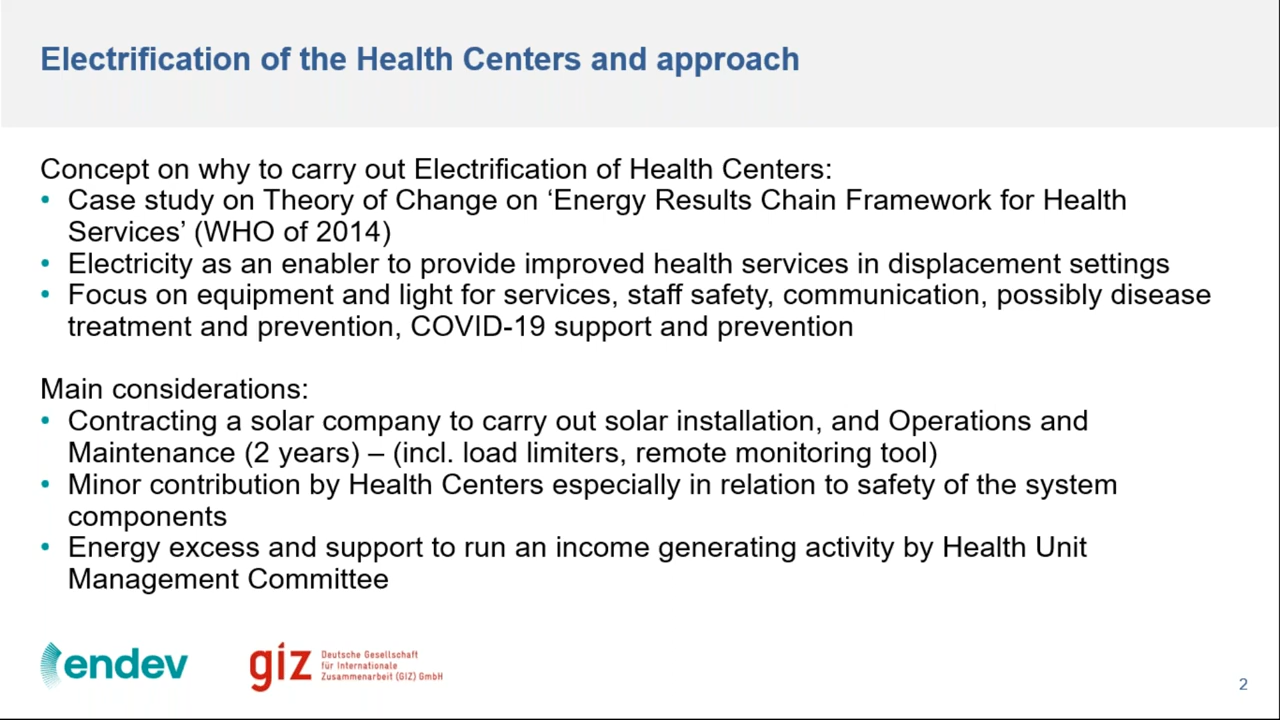 Electrification of the Health Centers and approach
Concept on why to carry out Electrification of Health Centers:
• Case study on Theory of Change on ‘Energy Results Chain Framework for Health
Services’ (WHO of 2014)
• Electricity as an enabler to provide improved health services in displacement settings
• Focus on equipment and light for services, staff safety, communication, possibly disease
treatment and prevention, COVID-19 support and prevention
Main considerations:
• Contracting a solar company to carry out solar installation, and Operations and
Maintenance (2 years) – (incl. load limiters, remote monitoring tool)
• Minor contribution by Health Centers especially in relation to safety of the system
components
• Energy excess and support to run an income generating activity by Health Unit
Management Committee
endev
giz
Deutsche Gesellschaft
für Internationale
Zusammenarbeit (GIZ) GmbH
2